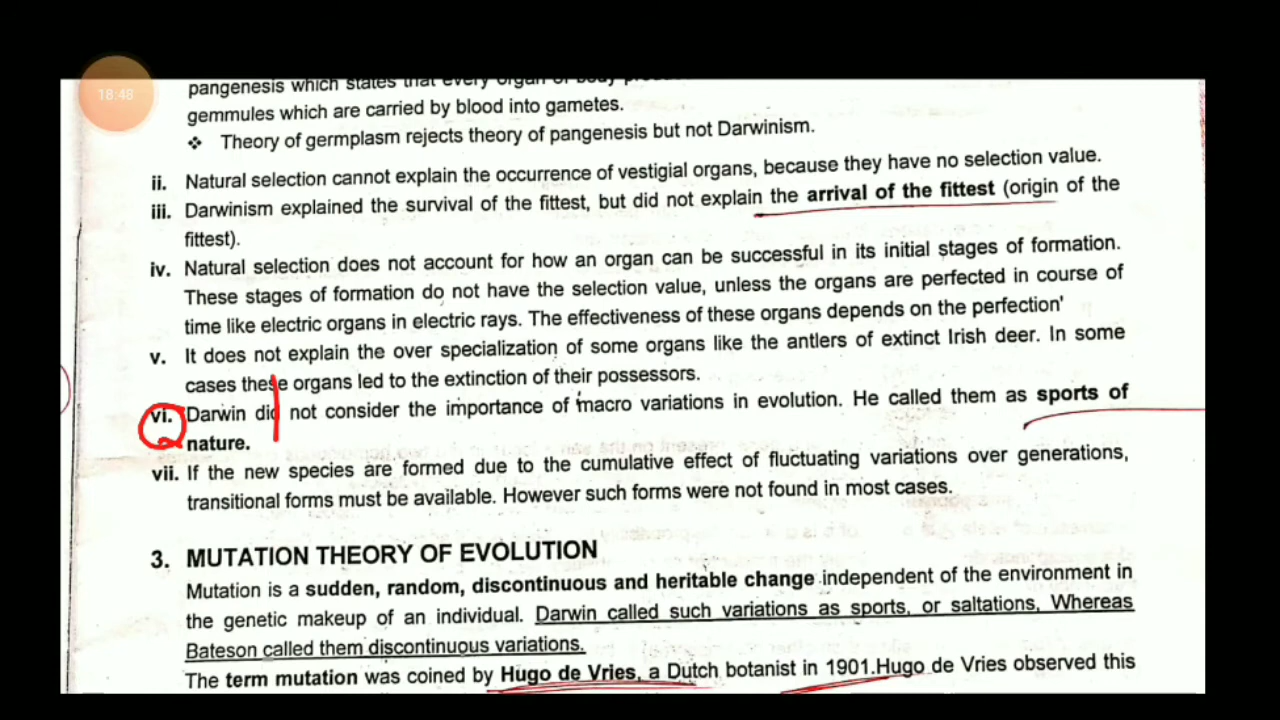 18:48
pangenesis which states that every organ of body
gemmules which are carried by blood into gametes.
❖ Theory of germplasm rejects theory of pangenesis but not Darwinism.
ii. Natural selection cannot explain the occurrence of vestigial organs, because they have no selection value.
iii. Darwinism explained the survival of the fittest, but did not explain the arrival of the fittest (origin of the
fittest).
iv. Natural selection does not account for how an organ can be successful in its initial stages of formation.
These stages of formation do not have the selection value, unless the organs are perfected in course of
time like electric organs in electric rays. The effectiveness of these organs depends on the perfection'
v. It does not explain the over specialization of some organs like the antlers of extinct Irish deer. In some
cases these organs led to the extinction of their possessors.
vi. Darwin did not consider the importance of macro variations in evolution. He called them as sports of
nature.
vii. If the new species are formed due to the cumulative effect of fluctuating variations over generations,
transitional forms must be available. However such forms were not found in most cases.
3. MUTATION THEORY OF EVOLUTION
Mutation is a sudden, random, discontinuous and heritable change independent of the environment in
the genetic makeup of an individual. Darwin called such variations as sports, or saltations, Whereas
Bateson called them discontinuous variations.
The term mutation was coined by Hugo de Vries, a Dutch botanist in 1901.Hugo de Vries observed this